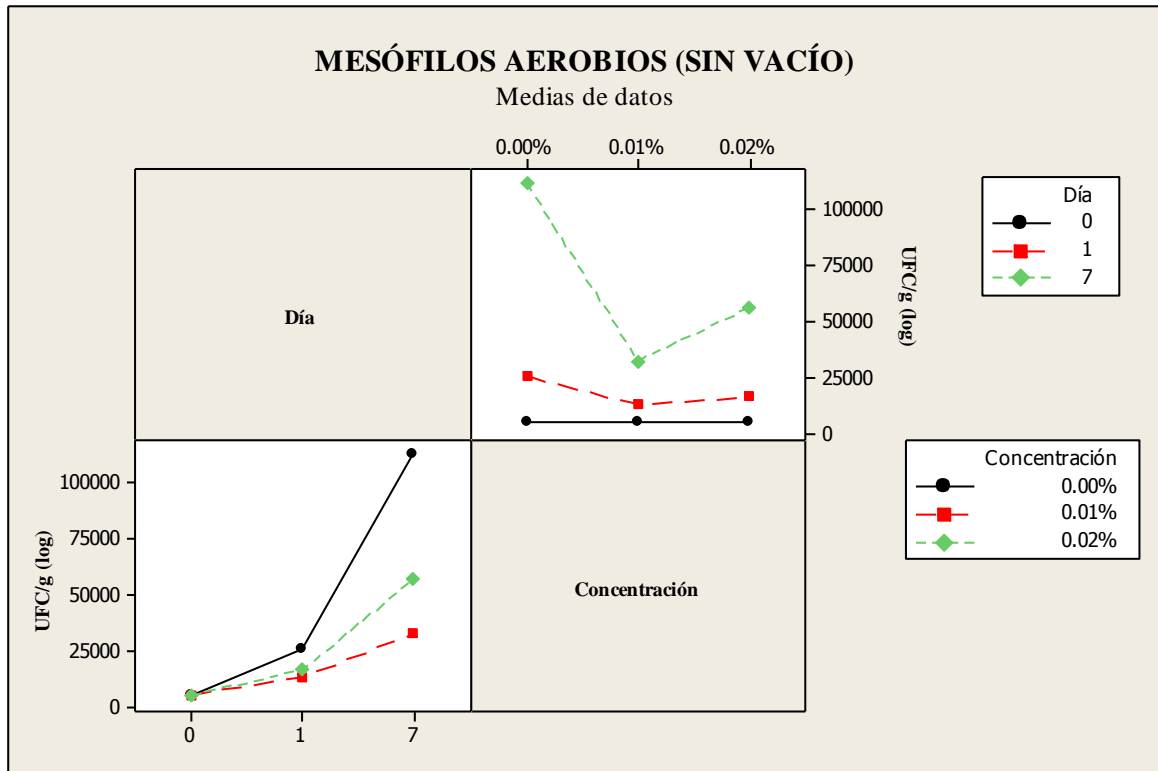 MESÓFILOS AEROBIOS (SIN VACÍO)
Medias de datos
0.00% 0.01% 0.02%
Día
100000
75000
50000
25000
0
UFC/g (log)
Día
0
1
7
100000
75000
50000
25000
0
UFC/g (log)
Concentración
0 1 7
Concentración
0.00%
0.01%
0.02%